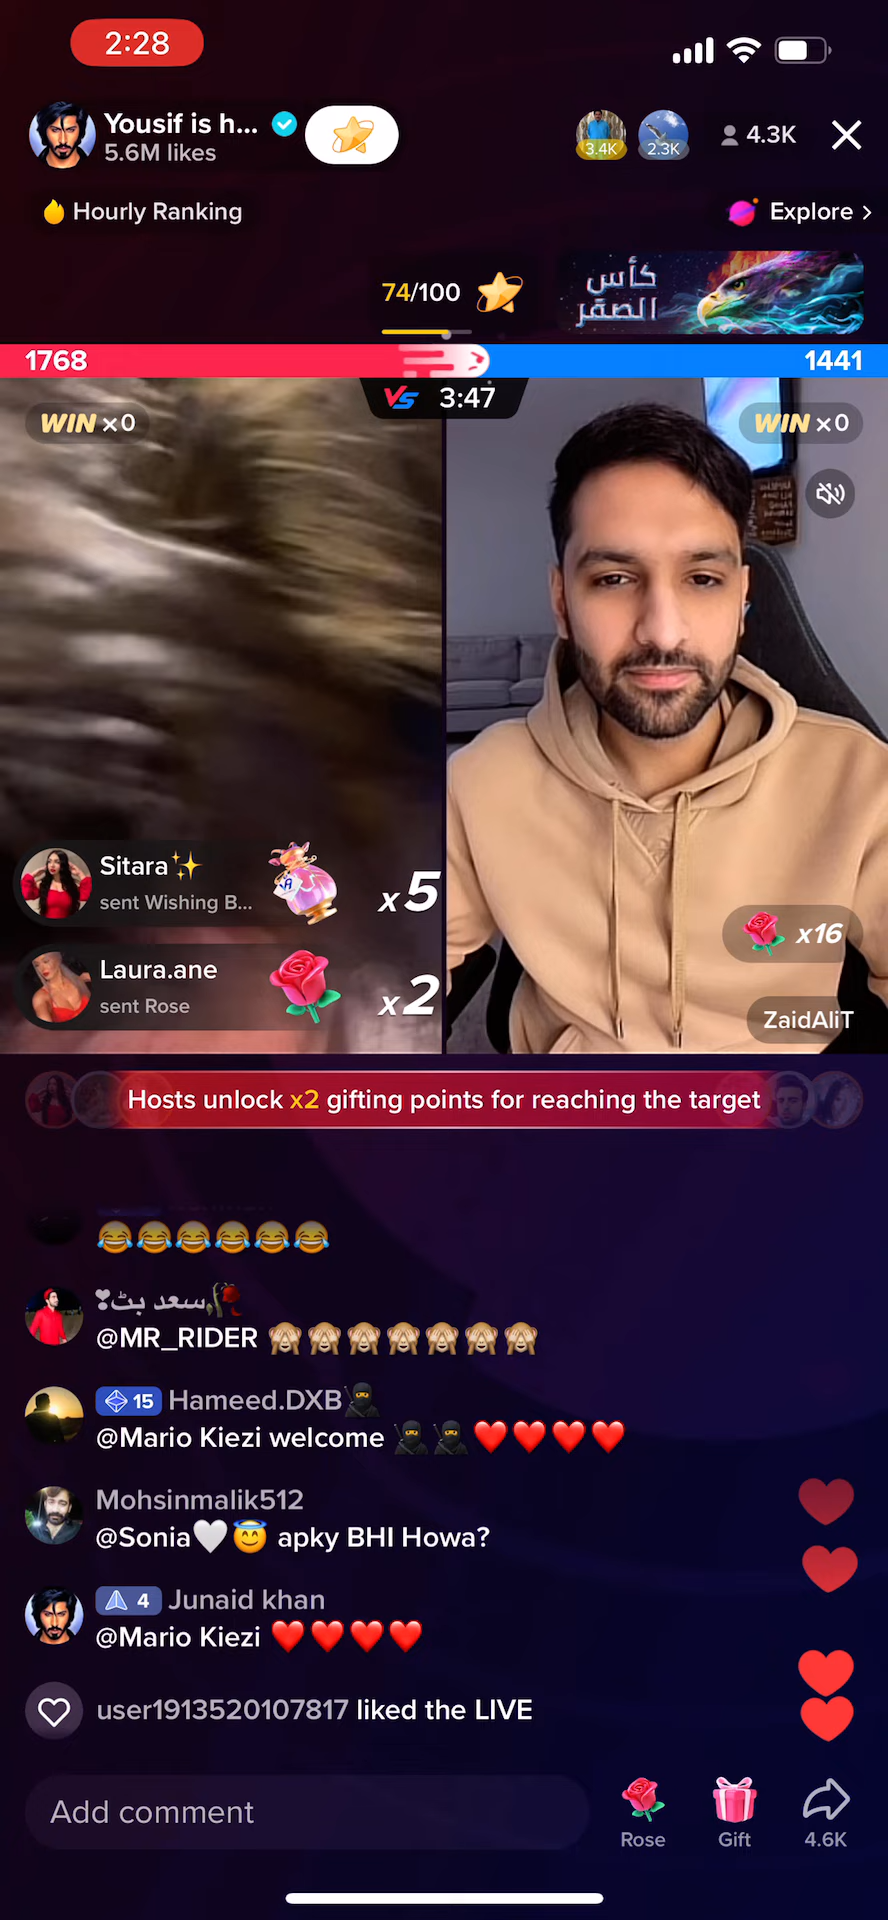 2:28
Yousif is h...
5.6M likes
3.4K
2.3K
4.3K
Hourly Ranking
Explore >
74/100
كأس
الصقر
1768
1441
VS 3:47
WIN x0
WIN x0
Sitara✨
sent Wishing B...
x5
Laura.ane
sent Rose
x2
x16
ZaidAliT
Hosts unlock x2 gifting points for reaching the target
😂😂😂😂😂😂
❣سعد بٹ🥀
@MR_RIDER 🙈🙈🙈🙈🙈🙈🙈
15 Hameed.DXB🥷
@Mario Kiezi welcome 🥷🥷❤️❤️❤️❤️
Mohsinmalik512
@Sonia🤍😇 apky BHI Howa?
4 Junaid khan
@Mario Kiezi ❤️❤️❤️❤️
user1913520107817 liked the LIVE
Add comment
Rose
Gift
4.6K